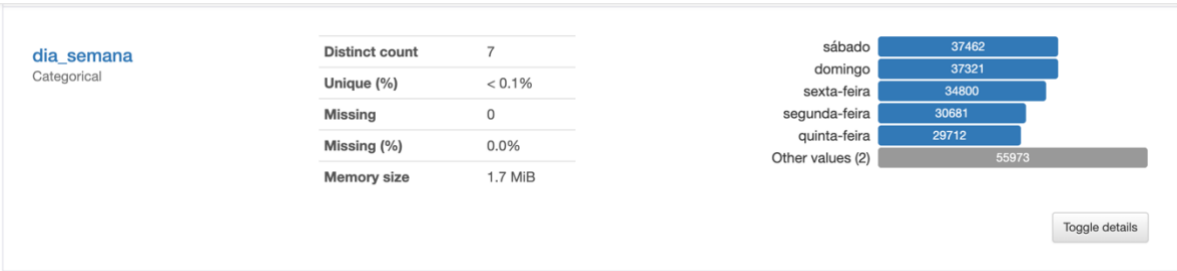 dia_semana
Categorical
Distinct count 7
Unique (%) < 0.1%
Missing 0
Missing (%) 0.0%
Memory size 1.7 MiB
sábado 37462
domingo 37321
sexta-feira 34800
segunda-feira 30681
quinta-feira 29712
Other values (2) 55973
Toggle details